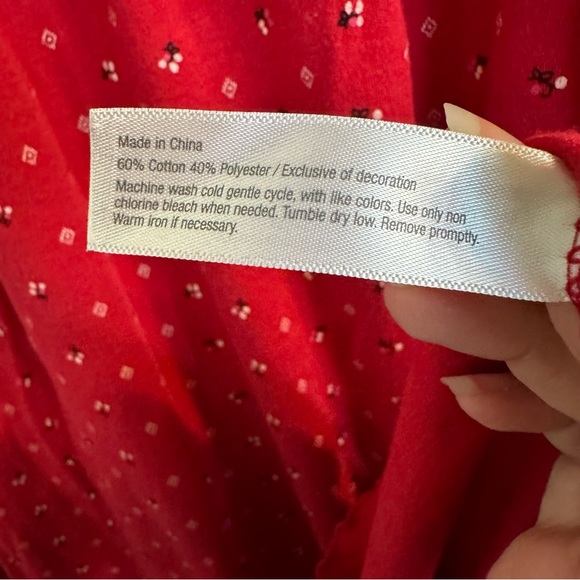 Made in China
60% Cotton 40% Polyester / Exclusive of decoration
Machine wash cold gentle cycle, with like colors. Use only non
chlorine bleach when needed. Tumble dry low. Remove promptly.
Warm iron if necessary.